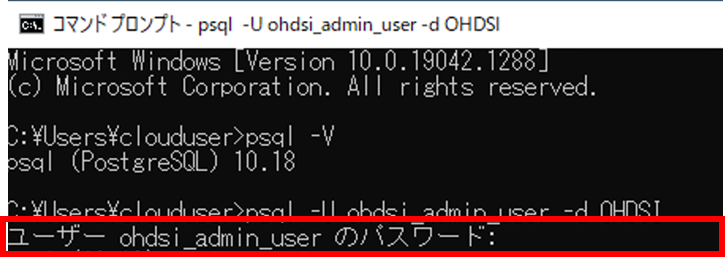 コマンド プロンプト - psql -U ohdsi_admin_user -d OHDSI
Microsoft Windows [Version 10.0.19042.1288]
(c) Microsoft Corporation. All rights reserved.
C:¥Users¥clouduser>psql -V
psql (PostgreSQL) 10.18
C:¥Users¥clouduser>psql -U ohdsi_admin_user -d OHDSI
ユーザー ohdsi_admin_user のパスワード: